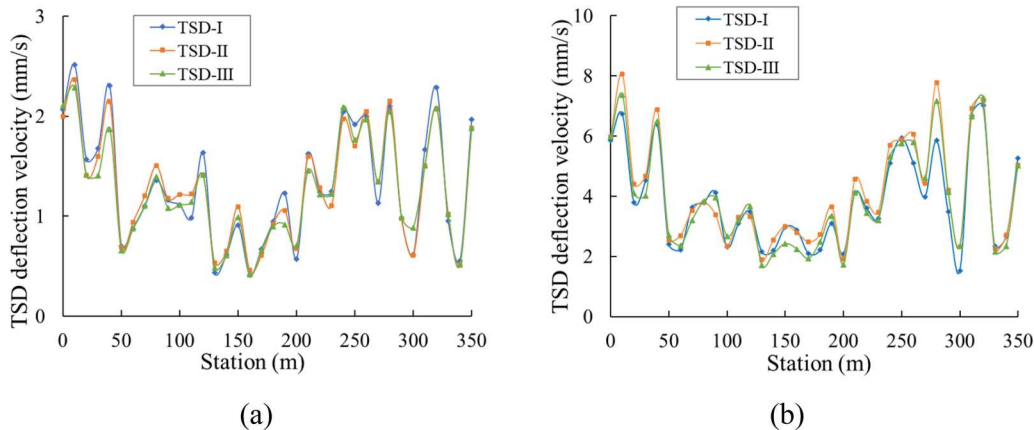 TSD deflection velocity (mm/s)
3
2
1
0
TSD-I
TSD-II
TSD-III
0 50 100 150 200 250 300 350
Station (m)
(a)
TSD deflection velocity (mm/s)
10
8
6
4
2
0
TSD-I
TSD-II
TSD-III
0 50 100 150 200 250 300 350
Station (m)
(b)